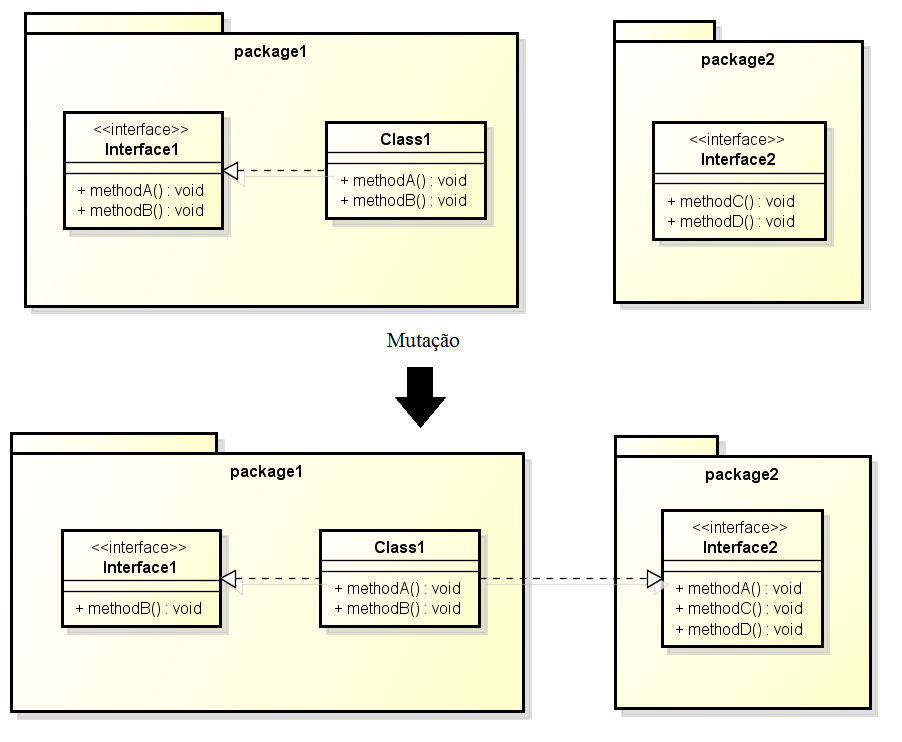 package1
<<interface>>
Interface1
+ methodA() : void
+ methodB() : void
Class1
+ methodA() : void
+ methodB() : void
package2
<<interface>>
Interface2
+ methodC() : void
+ methodD() : void
Mutação
package1
<<interface>>
Interface1
+ methodB() : void
Class1
+ methodA() : void
+ methodB() : void
package2
<<interface>>
Interface2
+ methodA() : void
+ methodC() : void
+ methodD() : void